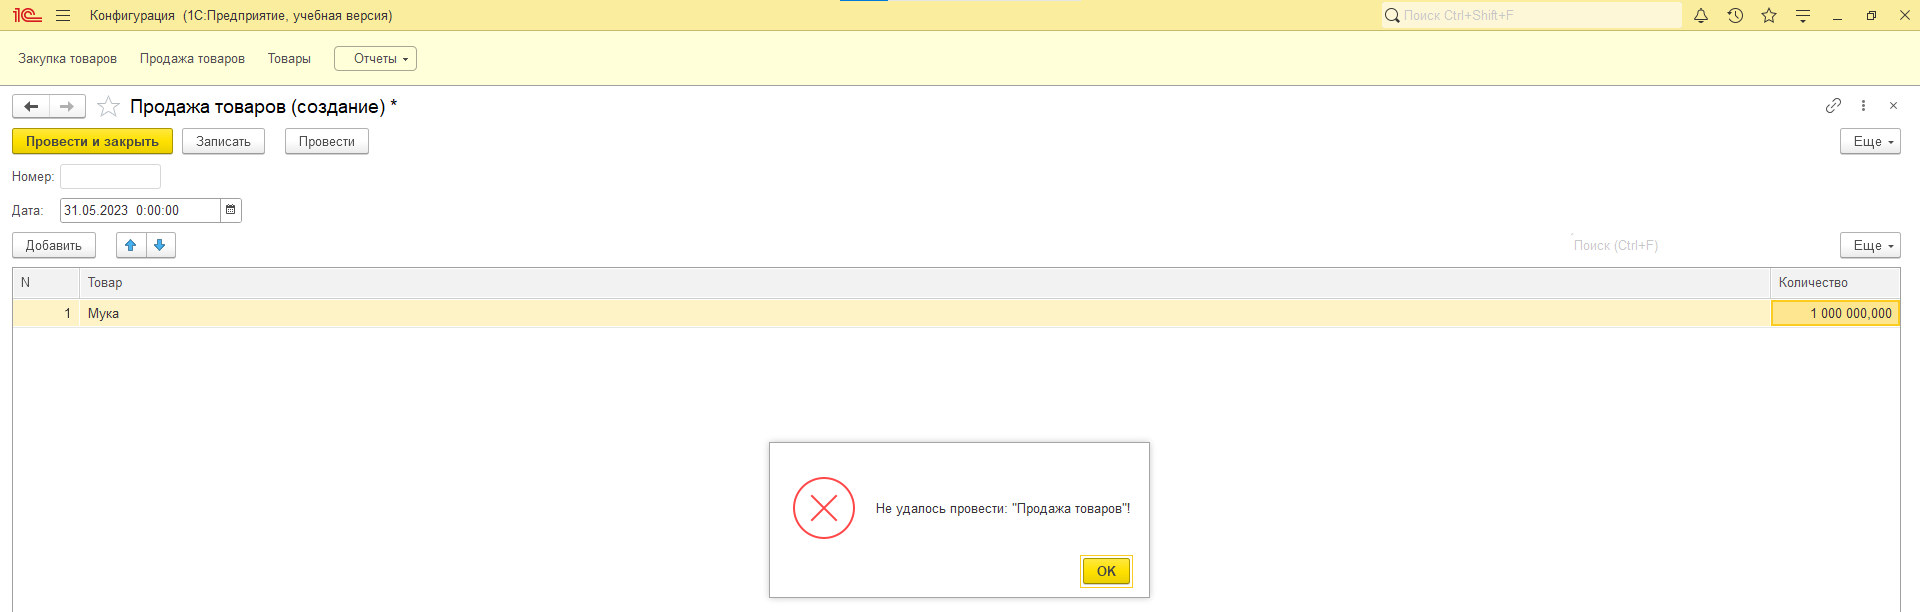 1С Конфигурация (1С:Предприятие, учебная версия) Поиск Ctrl+Shift+F
Закупка товаров Продажа товаров Товары Отчеты
Продажа товаров (создание) *
Провести и закрыть Записать Провести Еще
Номер:
Дата: 31.05.2023 0:00:00
Добавить Поиск (Ctrl+F) Еще
N Товар Количество
1 Мука 1 000 000,000
Не удалось провести: "Продажа товаров"!
OK